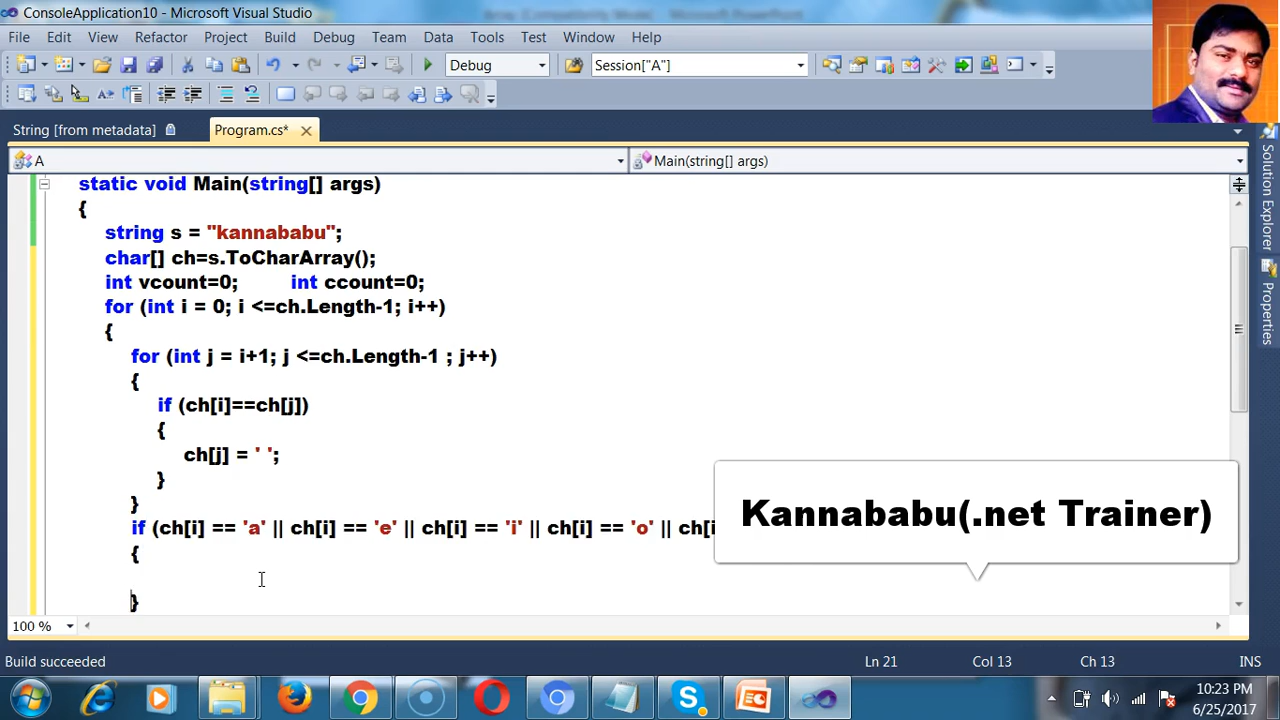 ConsoleApplication10 - Microsoft Visual Studio
File Edit View Refactor Project Build Debug Team Data Tools Test Window Help
Debug Session["A"]
String [from metadata] Program.cs*
A Main(string[] args)
static void Main(string[] args)
{
string s = "kannababu";
char[] ch=s.ToCharArray();
int vcount=0; int ccount=0;
for (int i = 0; i <=ch.Length-1; i++)
{
for (int j = i+1; j <=ch.Length-1 ; j++)
{
if (ch[i]==ch[j])
{
ch[j] = ' ';
}
}
if (ch[i] == 'a' || ch[i] == 'e' || ch[i] == 'i' || ch[i] == 'o' || ch[i
{
}
Kannababu(.net Trainer)
Solution Explorer
Properties
100 %
Build succeeded Ln 21 Col 13 Ch 13 INS
10:23 PM
6/25/2017